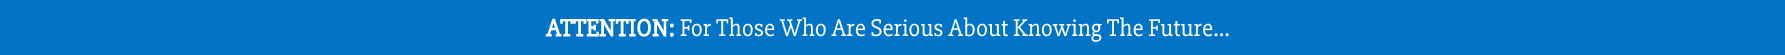 ATTENTION: For Those Who Are Serious About Knowing The Future...